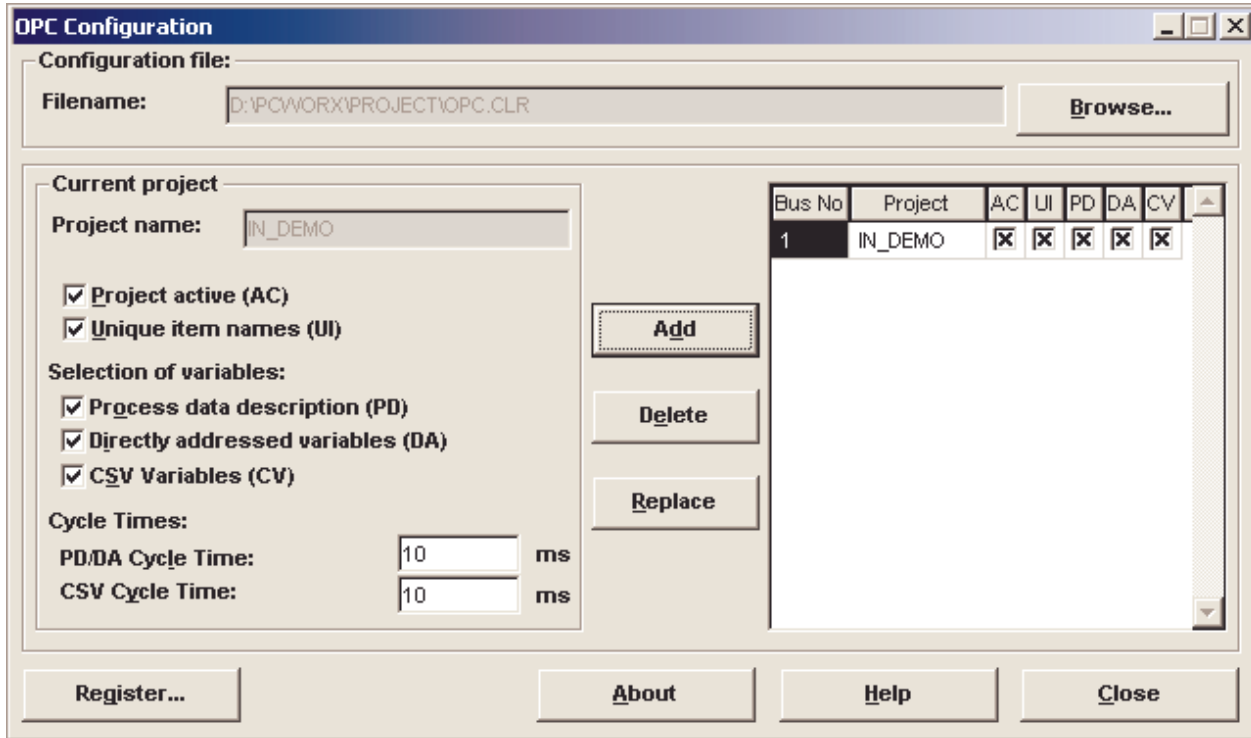 OPC Configuration
Configuration file:
Filename:
D:\PCWORX\PROJECT\OPC.CLR
Browse...
Current project
Project name:
IN_DEMO
Project active (AC)
Unique item names (UI)
Selection of variables:
Process data description (PD)
Directly addressed variables (DA)
CSV Variables (CV)
Cycle Times:
PD/DA Cycle Time: 10 ms
CSV Cycle Time: 10 ms
Add
Delete
Replace
Bus No Project AC UI PD DA CV
1 IN_DEMO
Register...
About
Help
Close